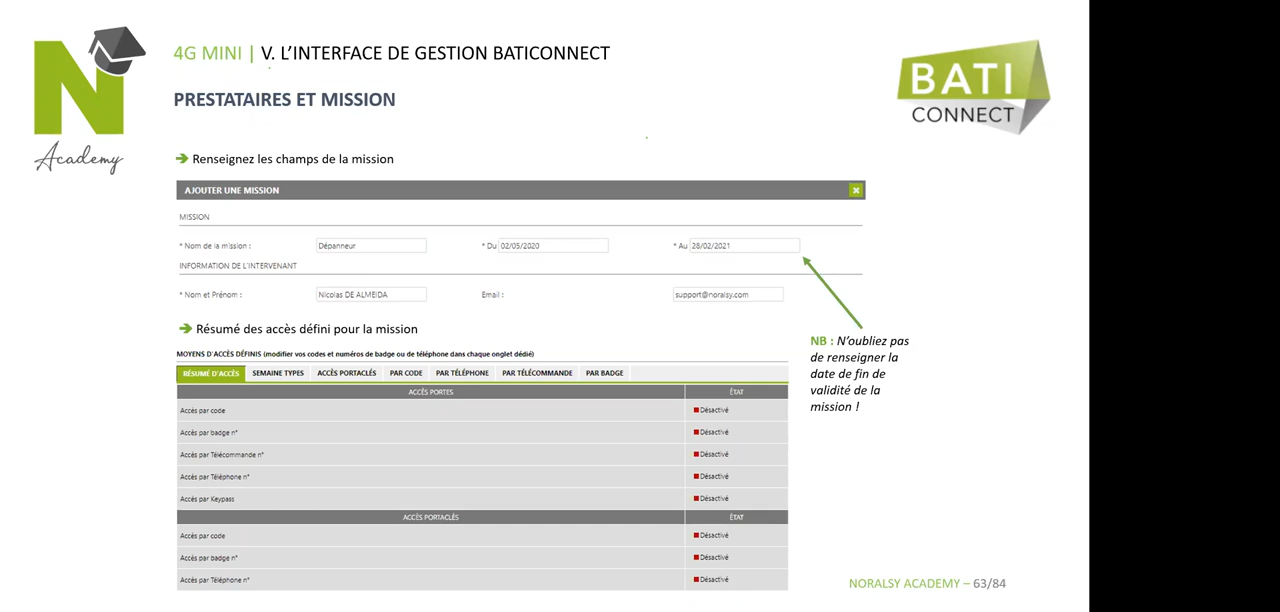 4G MINI | V. L'INTERFACE DE GESTION BATICONNECT
PRESTATAIRES ET MISSION
N
Academy
BATI
CONNECT
Renseignez les champs de la mission
AJOUTER UNE MISSION
MISSION
* Nom de la mission : Dépanneur * Du 02/05/2020 * Au 28/02/2021
INFORMATION DE L'INTERVENANT
* Nom et Prénom : Nicolas DE ALMEIDA Email : support@noralsy.com
Résumé des accès défini pour la mission
NB : N'oubliez pas
de renseigner la
date de fin de
validité de la
mission !
MOYENS D'ACCÈS DÉFINIS (modifier vos codes et numéros de badge ou de téléphone dans chaque onglet dédié)
RÉSUMÉ D'ACCÈS SEMAINE TYPES ACCÈS PORTACLÉS PAR CODE PAR TÉLÉPHONE PAR TÉLÉCOMMANDE PAR BADGE
ACCÈS PORTES ÉTAT
Accès par code Désactivé
Accès par badge n° Désactivé
Accès par Télécommande n° Désactivé
Accès par Téléphone n° Désactivé
Accès par Keypass Désactivé
ACCÈS PORTACLÉS ÉTAT
Accès par code Désactivé
Accès par badge n° Désactivé
Accès par Téléphone n° Désactivé
NORALSY ACADEMY – 63/84